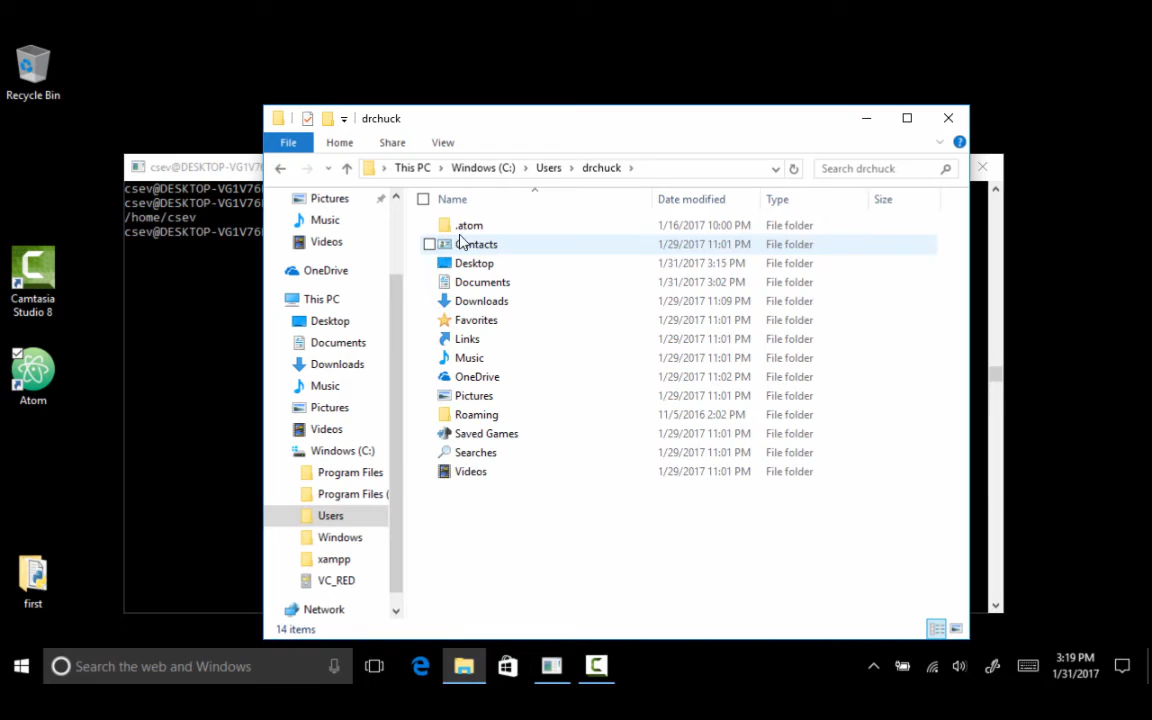 Recycle Bin
Camtasia
Studio 8
Atom
first
csev@DESKTOP-VG1V76
csev@DESKTOP-VG1V76
csev@DESKTOP-VG1V76
/home/csev
csev@DESKTOP-VG1V76
drchuck
File Home Share View
This PC Windows (C:) Users drchuck
Search drchuck
Pictures
Music
Videos
OneDrive
This PC
Desktop
Documents
Downloads
Music
Pictures
Videos
Windows (C:)
Program Files
Program Files (
Users
Windows
xampp
VC_RED
Network
Name Date modified Type Size
.atom 1/16/2017 10:00 PM File folder
Contacts 1/29/2017 11:01 PM File folder
Desktop 1/31/2017 3:15 PM File folder
Documents 1/31/2017 3:02 PM File folder
Downloads 1/29/2017 11:09 PM File folder
Favorites 1/29/2017 11:01 PM File folder
Links 1/29/2017 11:01 PM File folder
Music 1/29/2017 11:01 PM File folder
OneDrive 1/29/2017 11:02 PM File folder
Pictures 1/29/2017 11:01 PM File folder
Roaming 11/5/2016 2:02 PM File folder
Saved Games 1/29/2017 11:01 PM File folder
Searches 1/29/2017 11:01 PM File folder
Videos 1/29/2017 11:01 PM File folder
14 items
Search the web and Windows
3:19 PM
1/31/2017